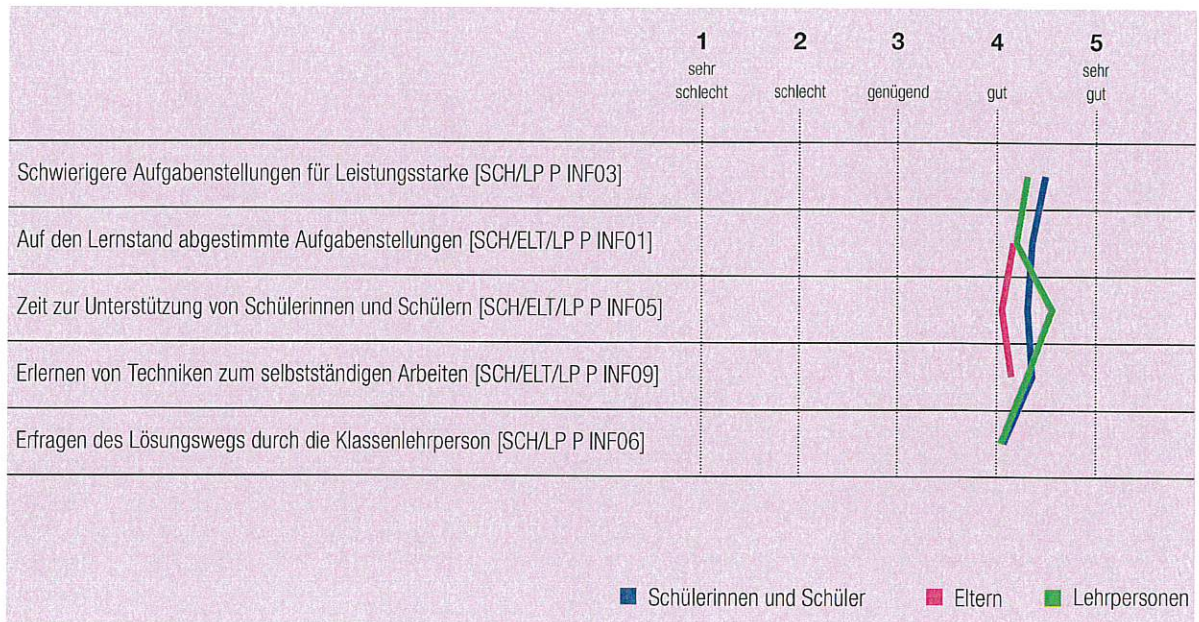 1 2 3 4 5
sehr schlecht schlecht genügend gut sehr gut
Schwierigere Aufgabenstellungen für Leistungsstarke [SCH/LP P INF03]
Auf den Lernstand abgestimmte Aufgabenstellungen [SCH/ELT/LP P INF01]
Zeit zur Unterstützung von Schülerinnen und Schülern [SCH/ELT/LP P INF05]
Erlernen von Techniken zum selbstständigen Arbeiten [SCH/ELT/LP P INF09]
Erfragen des Lösungswegs durch die Klassenlehrperson [SCH/LP P INF06]
Schülerinnen und Schüler Eltern Lehrpersonen